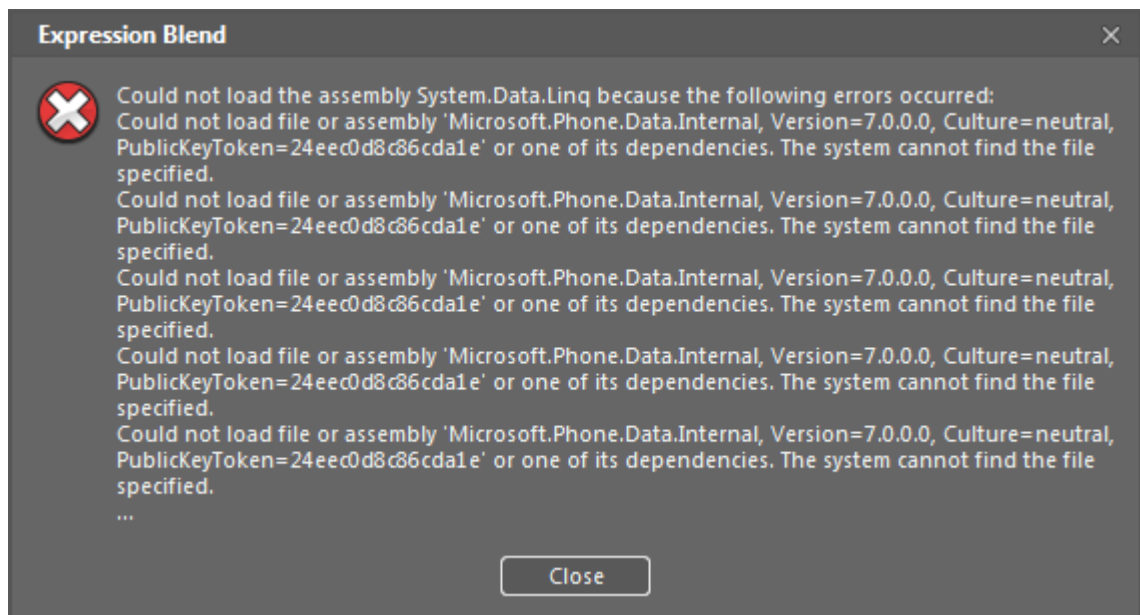 Expression Blend
Could not load the assembly System.Data.Linq because the following errors occurred:
Could not load file or assembly 'Microsoft.Phone.Data.Internal, Version=7.0.0.0, Culture=neutral,
PublicKeyToken=24eec0d8c86cda1e' or one of its dependencies. The system cannot find the file
specified.
Could not load file or assembly 'Microsoft.Phone.Data.Internal, Version=7.0.0.0, Culture=neutral,
PublicKeyToken=24eec0d8c86cda1e' or one of its dependencies. The system cannot find the file
specified.
Could not load file or assembly 'Microsoft.Phone.Data.Internal, Version=7.0.0.0, Culture=neutral,
PublicKeyToken=24eec0d8c86cda1e' or one of its dependencies. The system cannot find the file
specified.
Could not load file or assembly 'Microsoft.Phone.Data.Internal, Version=7.0.0.0, Culture=neutral,
PublicKeyToken=24eec0d8c86cda1e' or one of its dependencies. The system cannot find the file
specified.
Could not load file or assembly 'Microsoft.Phone.Data.Internal, Version=7.0.0.0, Culture=neutral,
PublicKeyToken=24eec0d8c86cda1e' or one of its dependencies. The system cannot find the file
specified.
...
Close